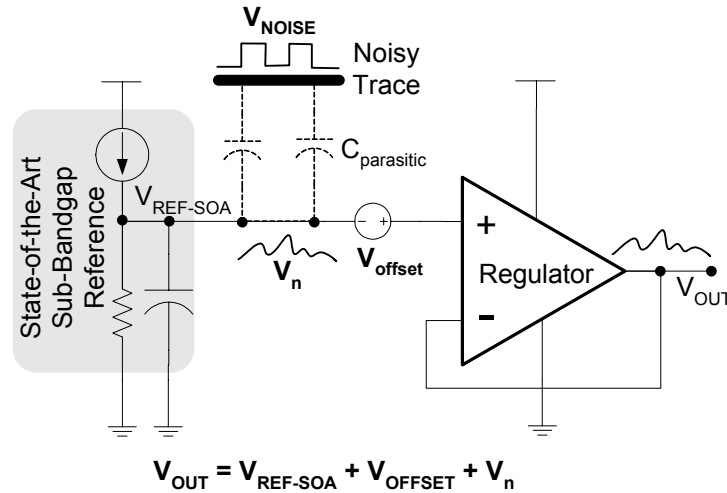 V_NOISE
Noisy
Trace
C_parasitic
State-of-the-Art
Sub-Bandgap
Reference
V_REF-SOA
V_n
- +
V_offset
+
Regulator
-
V_OUT
V_OUT = V_REF-SOA + V_OFFSET + V_n